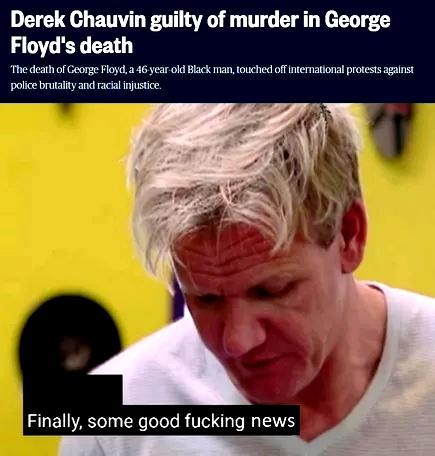 Derek Chauvin guilty of murder in George
Floyd's death
The death of George Floyd, a 46-year-old Black man, touched off international protests against
police brutality and racial injustice.
Finally, some good fucking news